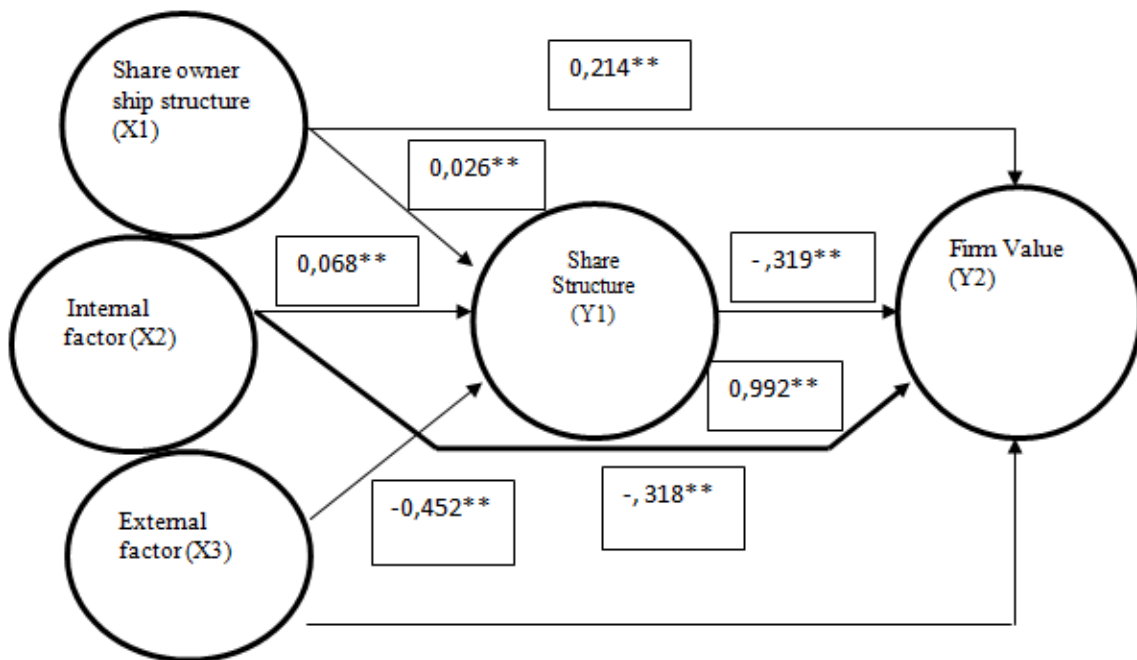 Share owner
ship structure
(X1)
0,214**
0,026**
0,068**
Internal
factor (X2)
Share
Structure
(Y1)
-,319**
Firm Value
(Y2)
0,992**
-0,452**
-,318**
External
factor (X3)